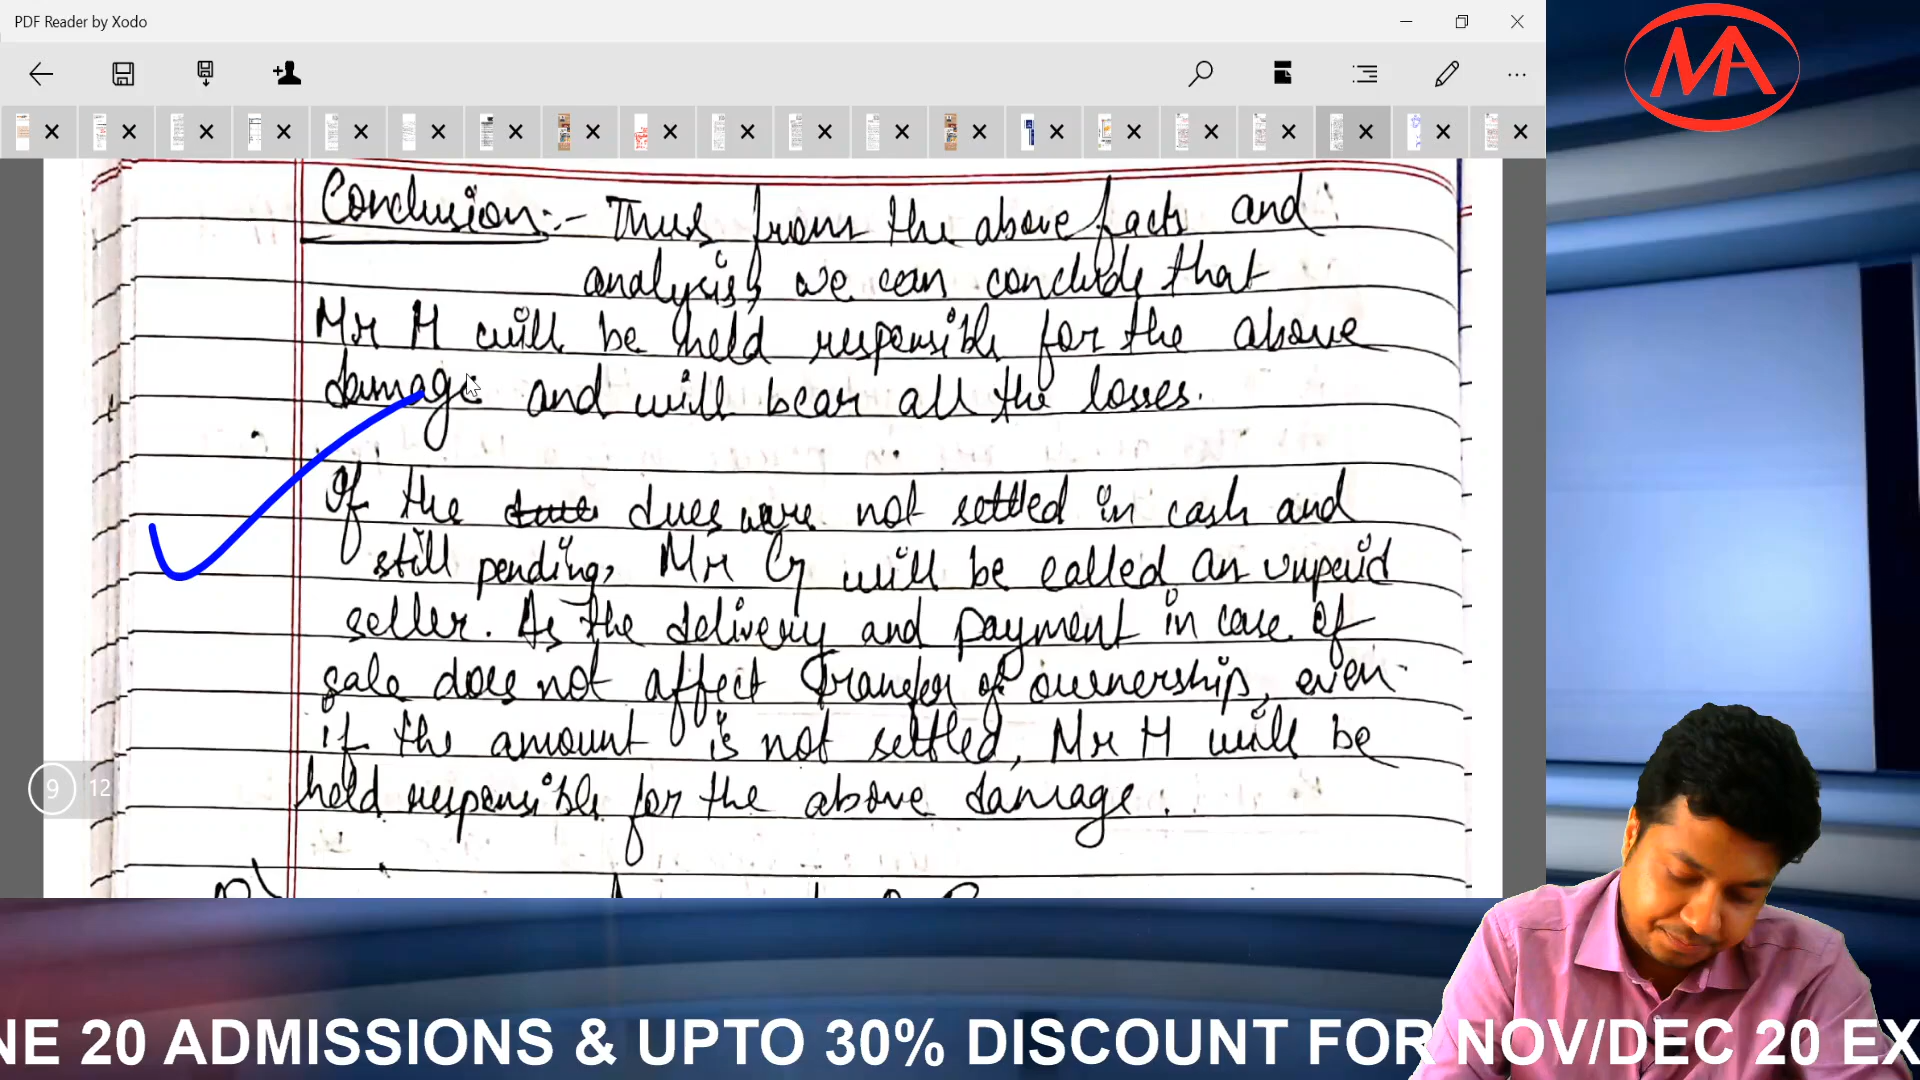 PDF Reader by Xodo
MA
Conclusion:- Thus from the above facts and
analysis, we can conclude that
Mr H will be held responsible for the above
damage and will bear all the losses.
If the dues were not settled in cash and
still pending, Mr G will be called an unpaid
seller. As the delivery and payment in case of
sale does not affect Transfer of ownership, even
if the amount is not settled, Mr H will be
held responsible for the above damage.
9 12
NE 20 ADMISSIONS & UPTO 30% DISCOUNT FOR NOV/DEC 20 EX